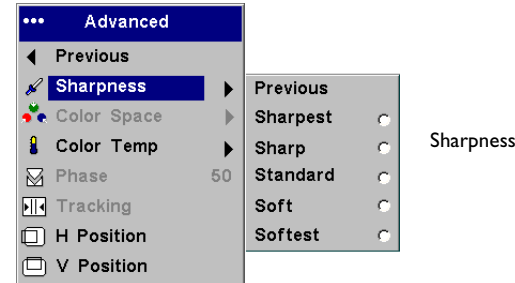 ••• Advanced
Previous
Sharpness
Color Space
Color Temp
Phase 50
Tracking
H Position
V Position
Previous
Sharpest
Sharp
Standard
Soft
Softest
Sharpness